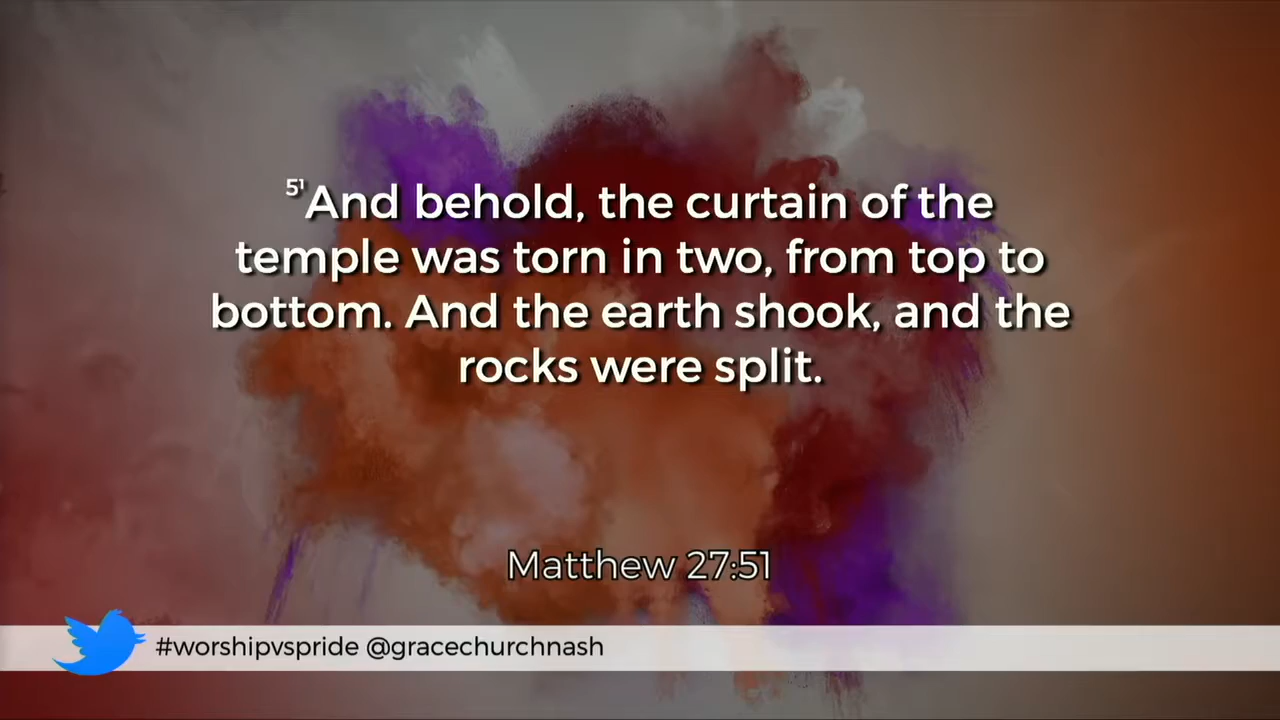 51And behold, the curtain of the
temple was torn in two, from top to
bottom. And the earth shook, and the
rocks were split.
Matthew 27:51
#worshipvspride @gracechurchnash